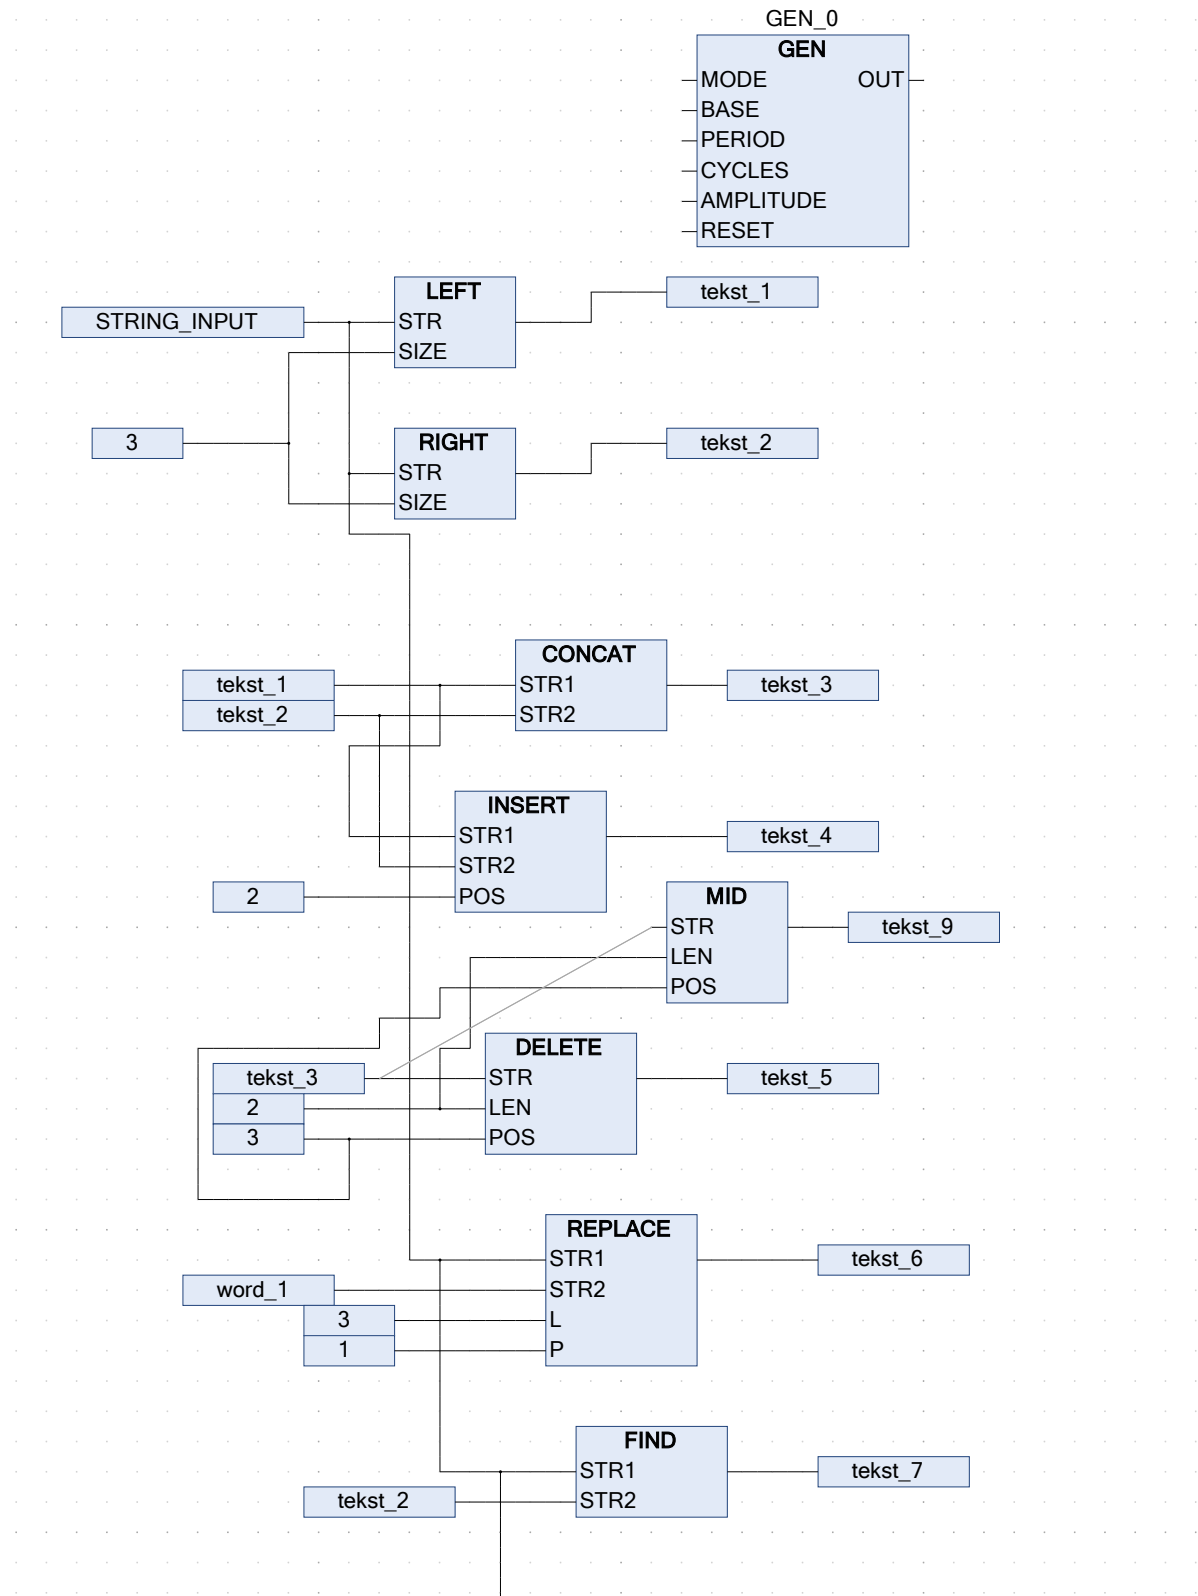 GEN_0
GEN
MODE OUT
BASE
PERIOD
CYCLES
AMPLITUDE
RESET
LEFT
STRING_INPUT STR tekst_1
SIZE
3
RIGHT
STR tekst_2
SIZE
CONCAT
tekst_1 STR1 tekst_3
tekst_2 STR2
INSERT
STR1 tekst_4
STR2
2 POS
MID
STR tekst_9
LEN
POS
DELETE
tekst_3 STR tekst_5
2 LEN
3 POS
REPLACE
STR1 tekst_6
word_1 STR2
3 L
1 P
FIND
STR1 tekst_7
tekst_2 STR2